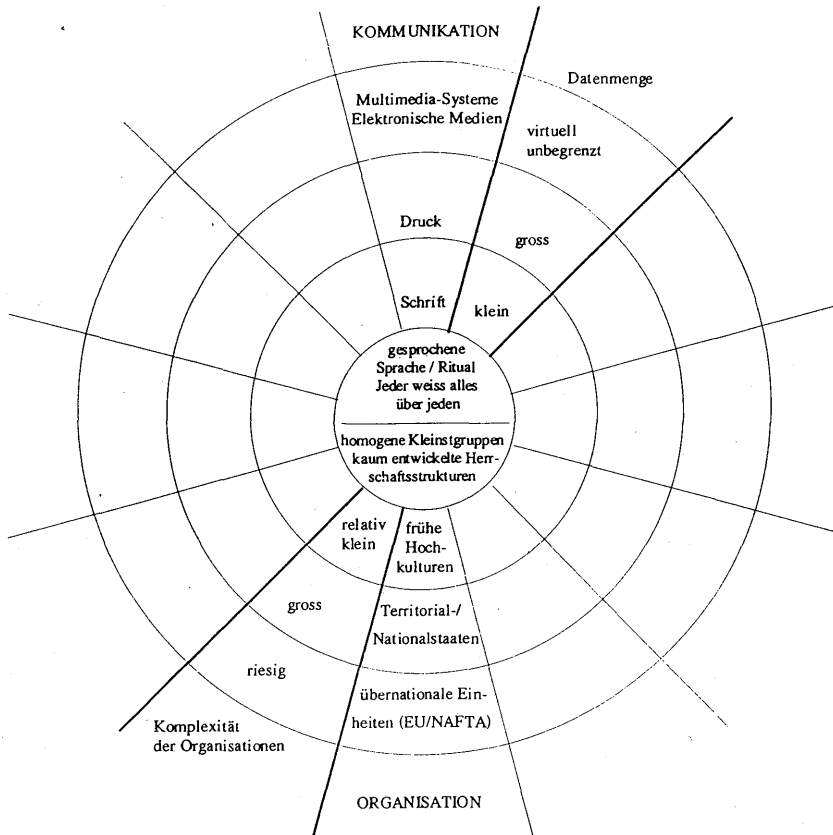 KOMMUNIKATION
Datenmenge
Multimedia-Systeme
Elektronische Medien
virtuell
unbegrenzt
Druck
gross
Schrift
klein
gesprochene
Sprache / Ritual
Jeder weiss alles
über jeden
homogene Kleinstgruppen
kaum entwickelte Herr-
schaftsstrukturen
relativ
klein
frühe
Hoch-
kulturen
gross
Territorial-/
Nationalstaaten
riesig
übernationale Ein-
heiten (EU/NAFTA)
Komplexität
der Organisationen
ORGANISATION